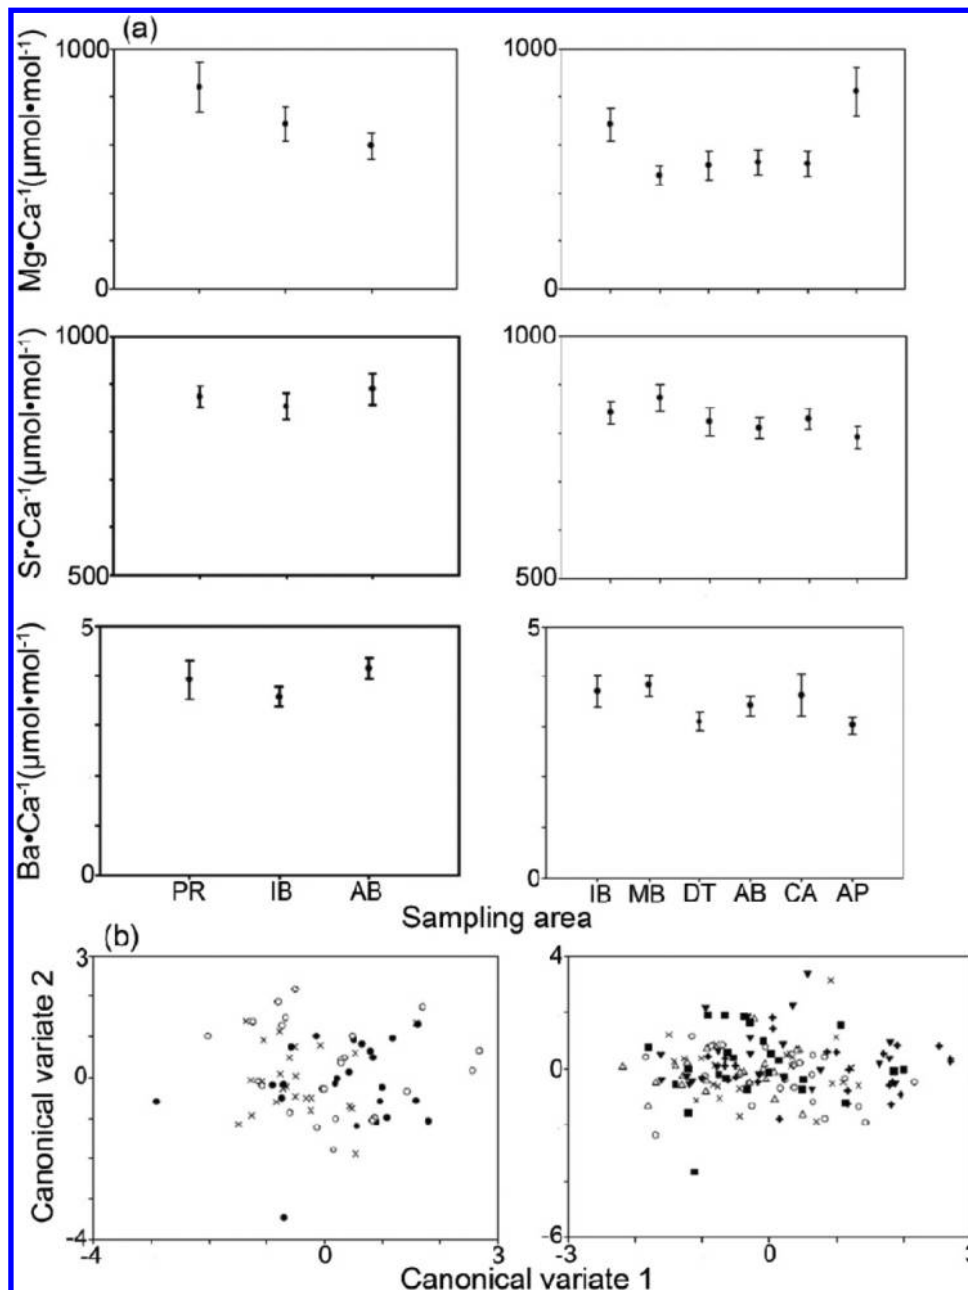 (a)
Mg•Ca⁻¹(µmol•mol⁻¹)
1000
0
1000
0
Sr•Ca⁻¹(µmol•mol⁻¹)
1000
500
1000
500
Ba•Ca⁻¹(µmol•mol⁻¹)
5
0
5
0
PR IB AB
IB MB DT AB CA AP
Sampling area
(b)
Canonical variate 2
3
-4
-4 0 3
4
0
-6
-3 0 3
0
Canonical variate 1